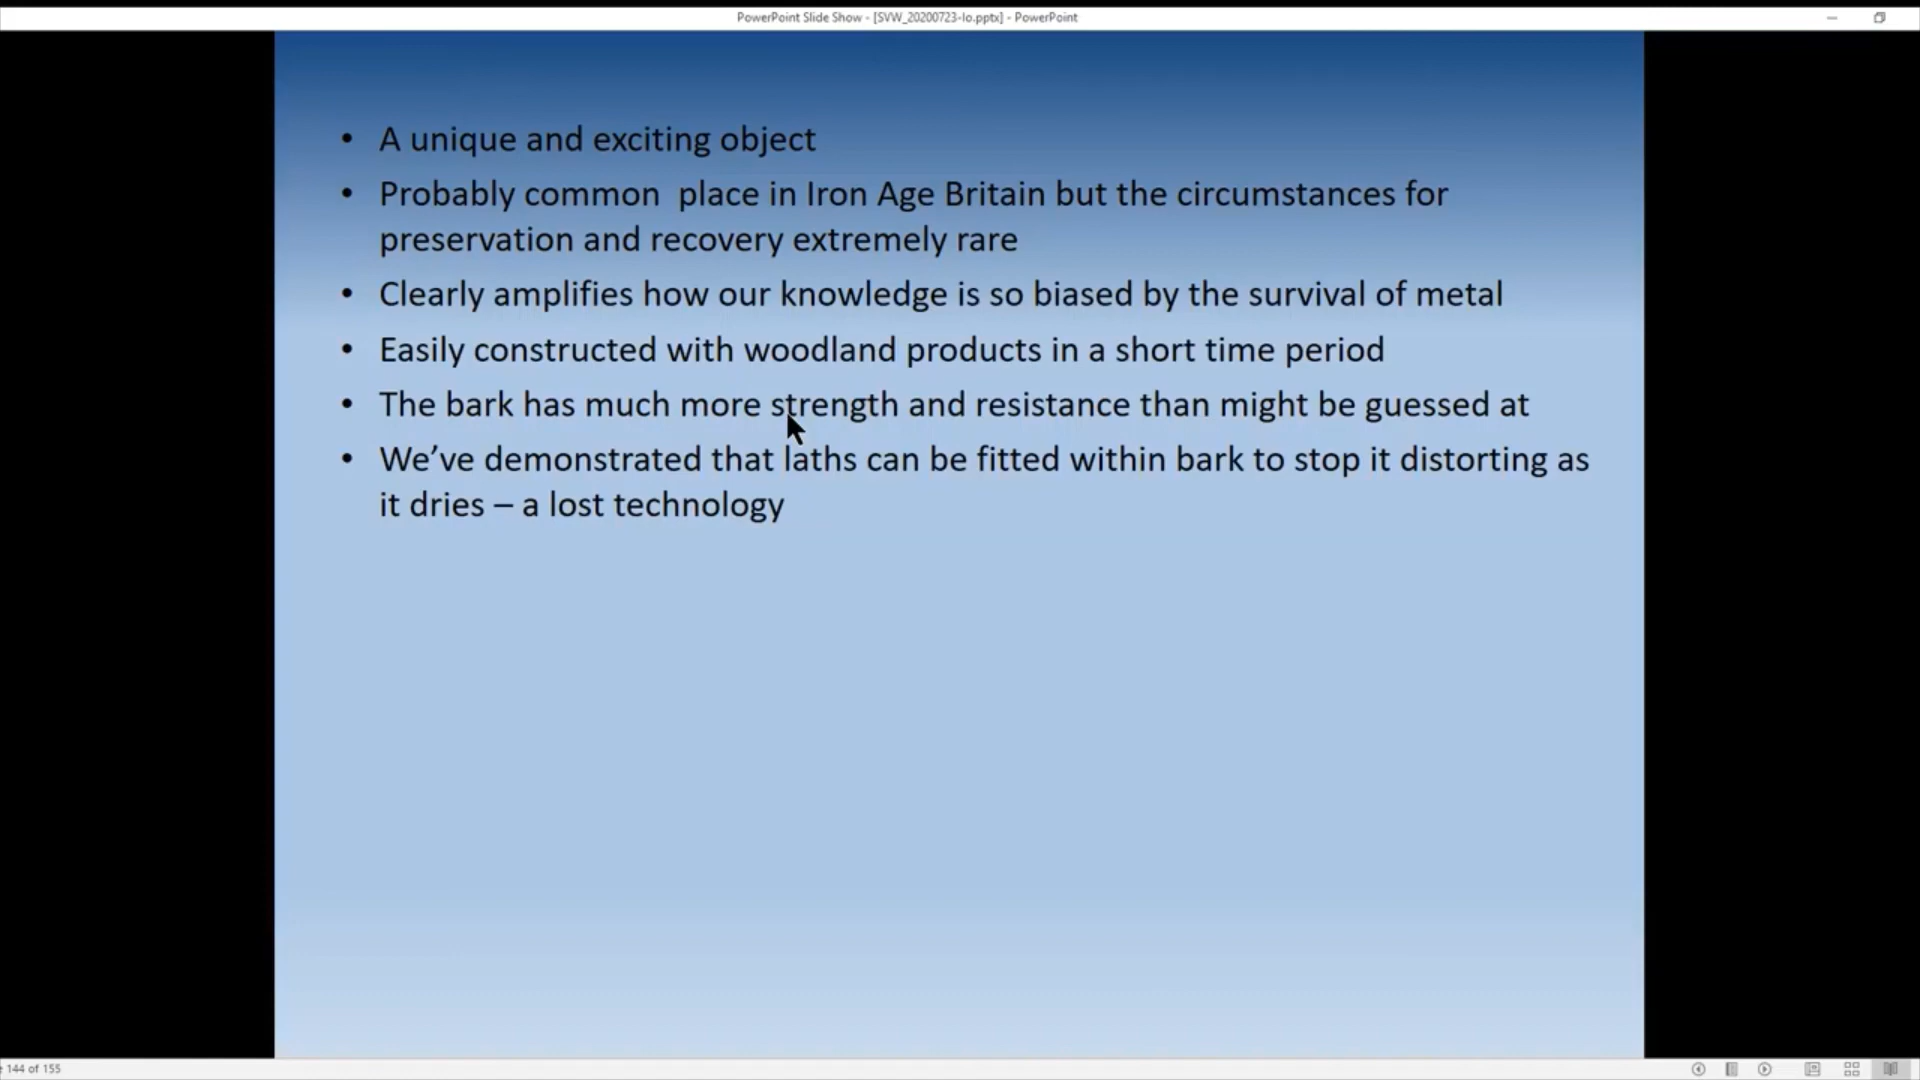 PowerPoint Slide Show - [SVW_20200723-lo.pptx] - PowerPoint
• A unique and exciting object
• Probably common  place in Iron Age Britain but the circumstances for
preservation and recovery extremely rare
• Clearly amplifies how our knowledge is so biased by the survival of metal
• Easily constructed with woodland products in a short time period
• The bark has much more strength and resistance than might be guessed at
• We’ve demonstrated that laths can be fitted within bark to stop it distorting as
it dries – a lost technology
144 of 155